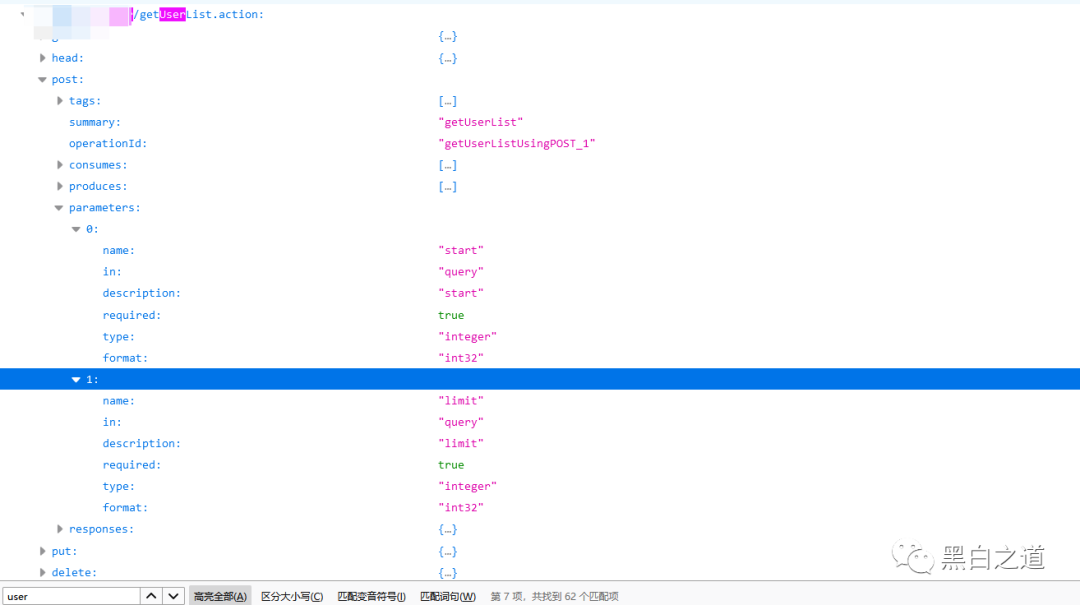 /getUserList.action:
{…}
head: {…}
post:
tags: […]
summary: "getUserList"
operationId: "getUserListUsingPOST_1"
consumes: […]
produces: […]
parameters:
0:
name: "start"
in: "query"
description: "start"
required: true
type: "integer"
format: "int32"
1:
name: "limit"
in: "query"
description: "limit"
required: true
type: "integer"
format: "int32"
responses: {…}
put: {…}
delete: {…}
黑白之道
user 高亮全部(A) 区分大小写(C) 匹配变音符号(I) 匹配词句(W) 第 7 项，共找到 62 个匹配项